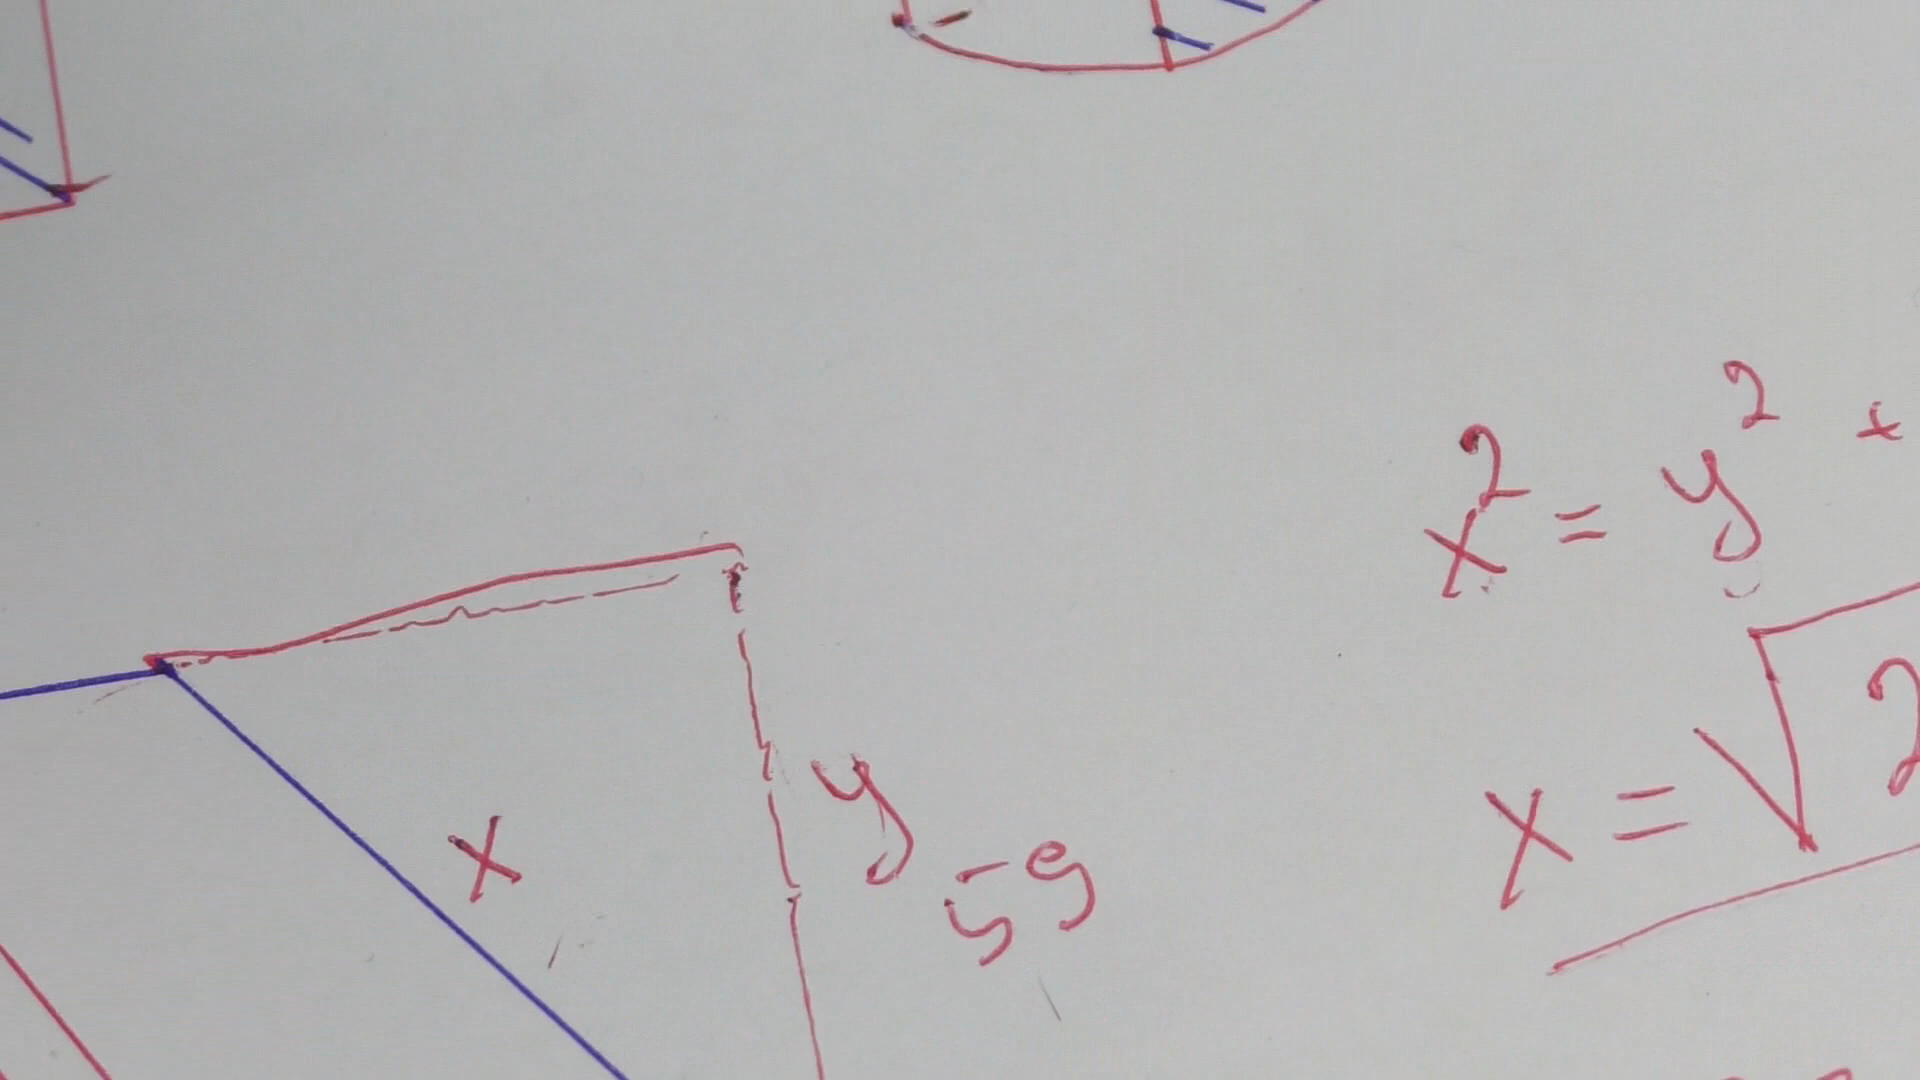 x² = y² +
x = √2
x
y
59